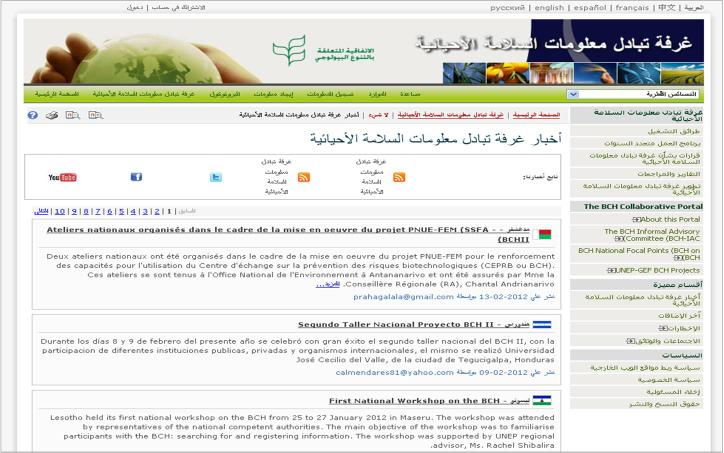 العربية | 中文 | français | español | english | русский
الاشتراك في حساب | دخول
غرفة تبادل معلومات السلامة الأحيائية
الاتفاقية المتعلقة
بالتنوع البيولوجي
الصفحة الرئيسية
غرفة تبادل معلومات السلامة الأحيائية
البروتوكول
إيجاد معلومات
تسجيل المعلومات
الموارد
مساعدة
الصفحة الرئيسية | غرفة تبادل معلومات السلامة الأحيائية | أخبار غرفة تبادل معلومات السلامة الأحيائية
أخبار غرفة تبادل معلومات السلامة الأحيائية
تابع أخبارنا:
غرفة تبادل
معلومات
السلامة
الأحيائية
غرفة تبادل
معلومات
السلامة
الأحيائية
You Tube
السابق | 1 | 2 | 3 | 4 | 5 | 6 | 7 | 8 | 9 | 10 | التالي
مدغشقر - - Ateliers nationaux organisés dans le cadre de la mise en oeuvre du projet PNUE-FEM (SSFA
(BCHII
Deux ateliers nationaux ont été organisés dans le cadre de la mise en oeuvre du projet PNUE-FEM pour le renforcement
des capacités pour l'utilisation du Centre d'échange sur la prévention des risques biotechnologiques (CEPRB ou BCH).
Ces ateliers se sont tenus à l'Office National de l'Environnement à Antananarivo et ont été assurés par Mme la
Conseillère Régionale (RA), Chantal Andrianarivo. المزيد...
نشر على 2012-02-13 بواسطة prahagalala@gmail.com
هندوراس - Segundo Taller Nacional Proyecto BCH II
Durante los días 8 y 9 de febrero del presente año se celebró con gran éxito el segundo taller nacional del BCH II, con la
participacion de diferentes instituciones publicas, privadas y organismos internacionales, el mismo se realizó Universidad
José Cecilio del Valle, de la ciudad de Tegucigalpa, Honduras
نشر على 2012-02-09 بواسطة calmendares81@yahoo.com
ليسوتو - First National Workshop on the BCH
Lesotho held its first national workshop on the BCH from 25 to 27 January 2012 in Maseru. The workshop was attended
by representatives of the national competent authorities. The main objective of the workshop was to familiarise
participants with the BCH: searching for and registering information. The workshop was supported by UNEP regional
advisor, Ms. Rachel Shibalira.
غرفة تبادل معلومات السلامة
الأحيائية
طرائق التشغيل
برنامج العمل متعدد السنوات
قرارات بشأن غرفة تبادل معلومات
السلامة الأحيائية
التقارير والمراجعات
تطوير غرفة تبادل معلومات
السلامة الأحيائية
The BCH Collaborative Portal
About this Portal
The BCH Informal Advisory
Committee (BCH-IAC)
BCH National Focal Points (BCH on
BCH)
UNEP-GEF BCH Projects
أقسام مميزة
أخبار غرفة تبادل معلومات السلامة
الأحيائية
آخر الإضافات
الإخطارات
الاجتماعات والوثائق
السياسات
سياسة ربط مواقع الويب الخارجية
سياسة الخصوصية
إخلاء المسئولية
حقوق النسخ والنشر